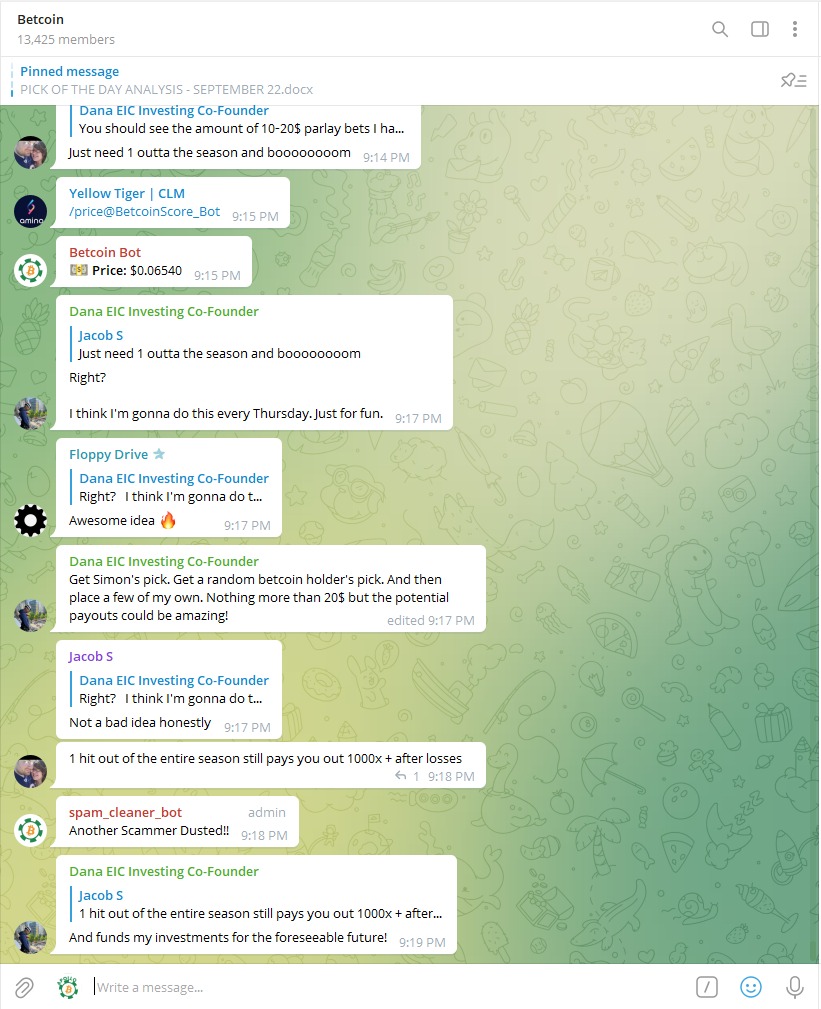 Betcoin
13,425 members
Pinned message
PICK OF THE DAY ANALYSIS - SEPTEMBER 22.docx
Dana EIC Investing Co-Founder
You should see the amount of 10-20$ parlay bets I ha...
Just need 1 outta the season and boooooooom 9:14 PM
Yellow Tiger | CLM
/price@BetcoinScore_Bot 9:15 PM
amina
Betcoin Bot
💵 Price: $0.06540 9:15 PM
Dana EIC Investing Co-Founder
Jacob S
Just need 1 outta the season and boooooooom
Right?
I think I'm gonna do this every Thursday. Just for fun. 9:17 PM
Floppy Drive
Dana EIC Investing Co-Founder
Right? I think I'm gonna do t...
Awesome idea 🔥 9:17 PM
Dana EIC Investing Co-Founder
Get Simon's pick. Get a random betcoin holder's pick. And then
place a few of my own. Nothing more than 20$ but the potential
payouts could be amazing! edited 9:17 PM
Jacob S
Dana EIC Investing Co-Founder
Right? I think I'm gonna do t...
Not a bad idea honestly 9:17 PM
1 hit out of the entire season still pays you out 1000x + after losses
1 9:18 PM
spam_cleaner_bot admin
Another Scammer Dusted!! 9:18 PM
Dana EIC Investing Co-Founder
Jacob S
1 hit out of the entire season still pays you out 1000x + after...
And funds my investments for the foreseeable future! 9:19 PM
Write a message...